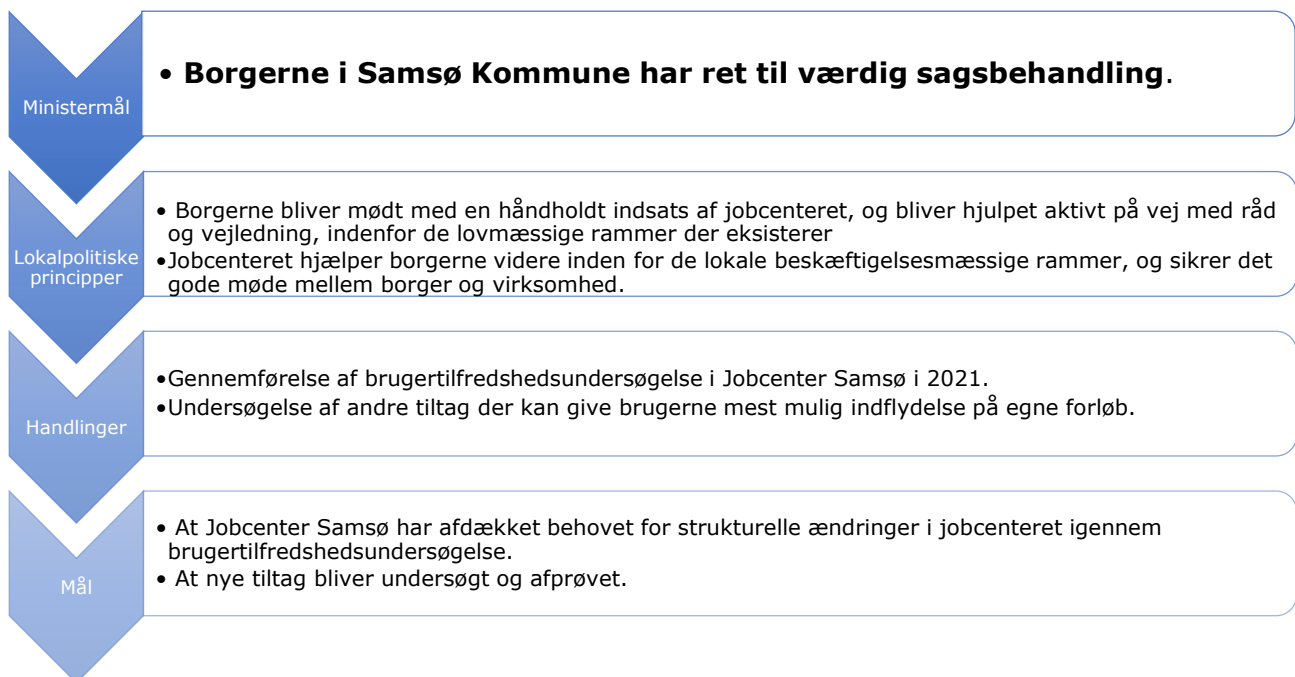 Ministermål
• Borgerne i Samsø Kommune har ret til værdig sagsbehandling.
Lokalpolitiske
principper
• Borgerne bliver mødt med en håndholdt indsats af jobcenteret, og bliver hjulpet aktivt på vej med råd
og vejledning, indenfor de lovmæssige rammer der eksisterer
•Jobcenteret hjælper borgerne videre inden for de lokale beskæftigelsesmæssige rammer, og sikrer det
gode møde mellem borger og virksomhed.
Handlinger
•Gennemførelse af brugertilfredshedsundersøgelse i Jobcenter Samsø i 2021.
•Undersøgelse af andre tiltag der kan give brugerne mest mulig indflydelse på egne forløb.
Mål
• At Jobcenter Samsø har afdækket behovet for strukturelle ændringer i jobcenteret igennem
brugertilfredshedsundersøgelse.
• At nye tiltag bliver undersøgt og afprøvet.